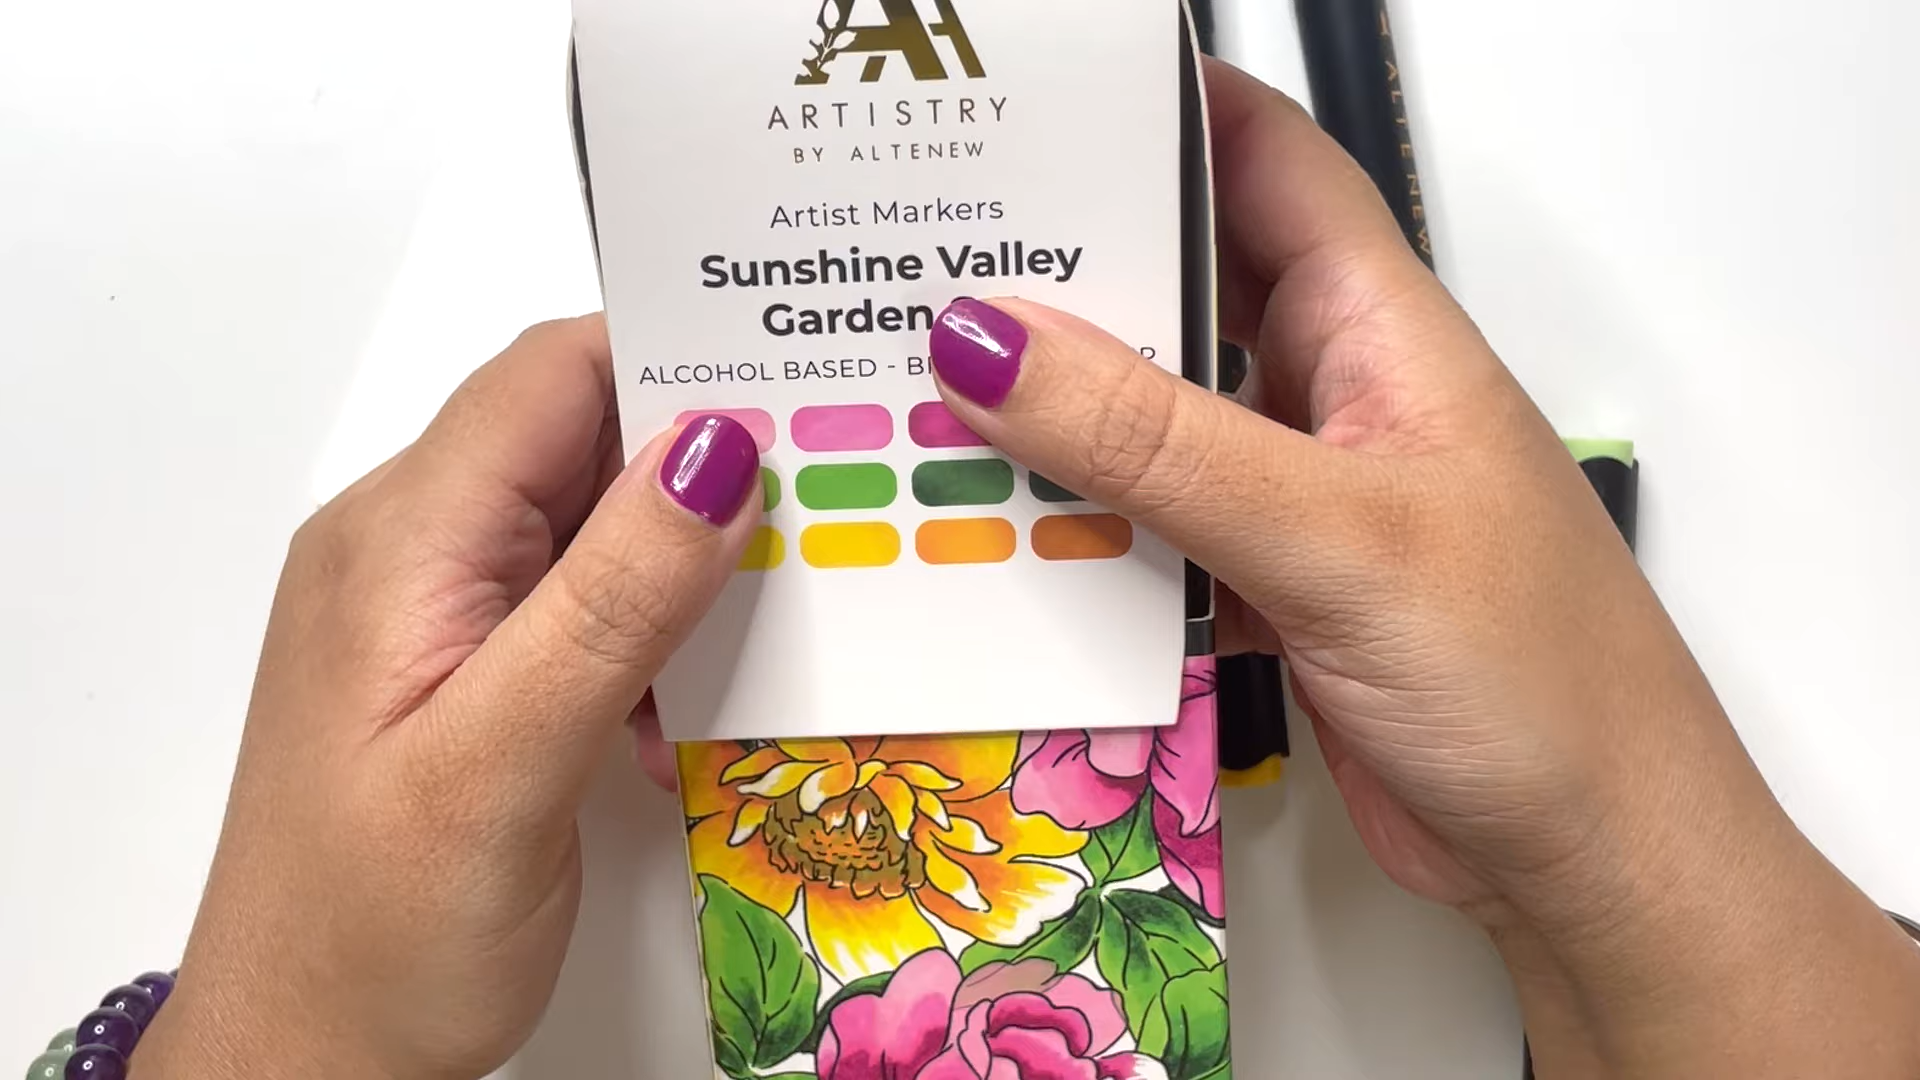 ARTISTRY
BY ALTENEW
Artist Markers
Sunshine Valley
Garden
ALCOHOL BASED -
ALTENEW